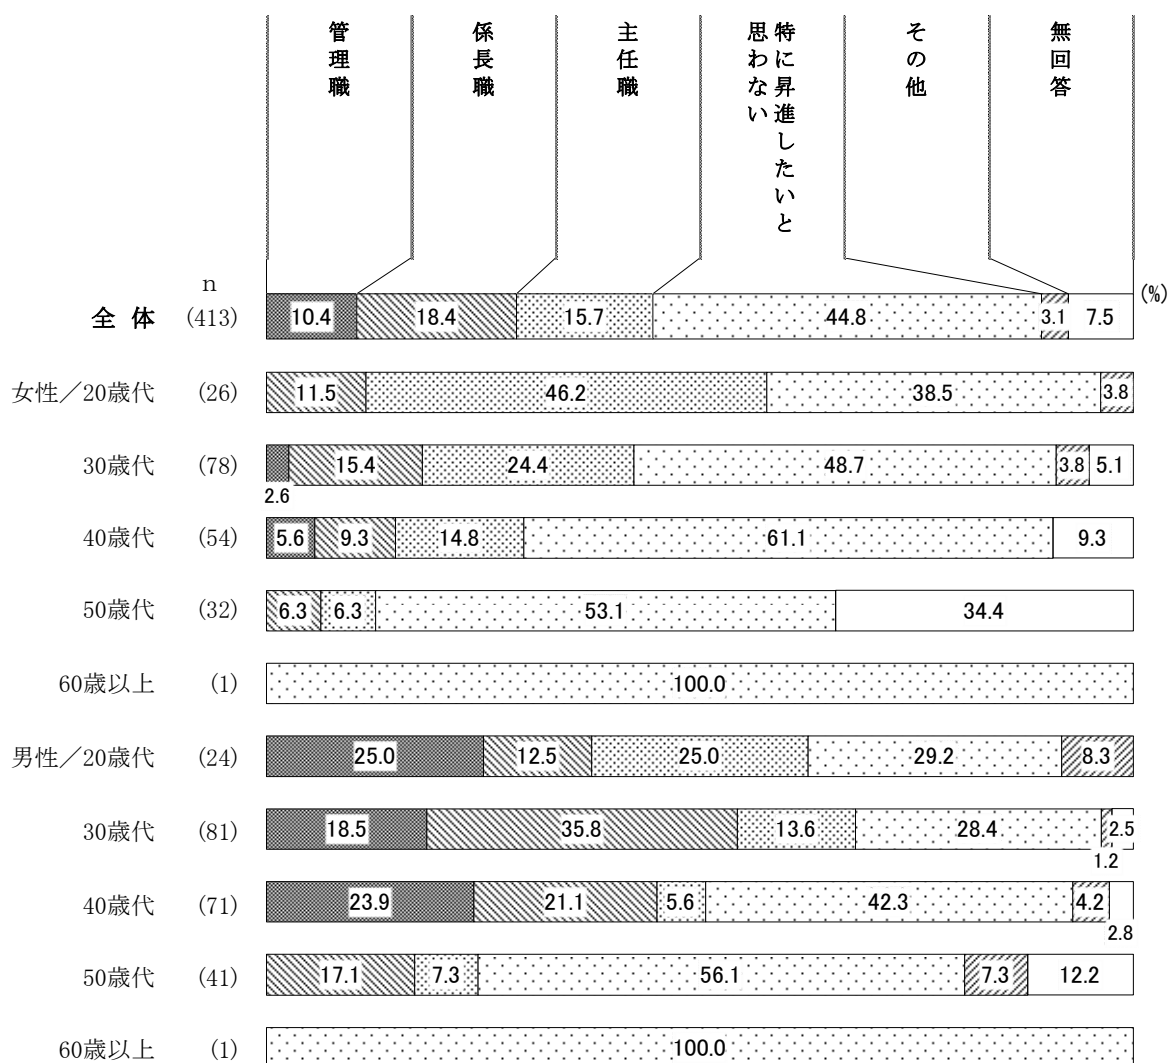 管理職
係長職
主任職
特に昇進したいと
思わない
その他
無回答
n
(%)
全 体 (413) 10.4 18.4 15.7 44.8 3.1 7.5
女性／20歳代 (26) 11.5 46.2 38.5 3.8
30歳代 (78) 2.6 15.4 24.4 48.7 3.8 5.1
40歳代 (54) 5.6 9.3 14.8 61.1 9.3
50歳代 (32) 6.3 6.3 53.1 34.4
60歳以上 (1) 100.0
男性／20歳代 (24) 25.0 12.5 25.0 29.2 8.3
30歳代 (81) 18.5 35.8 13.6 28.4 1.2 2.5
40歳代 (71) 23.9 21.1 5.6 42.3 4.2 2.8
50歳代 (41) 17.1 7.3 56.1 7.3 12.2
60歳以上 (1) 100.0